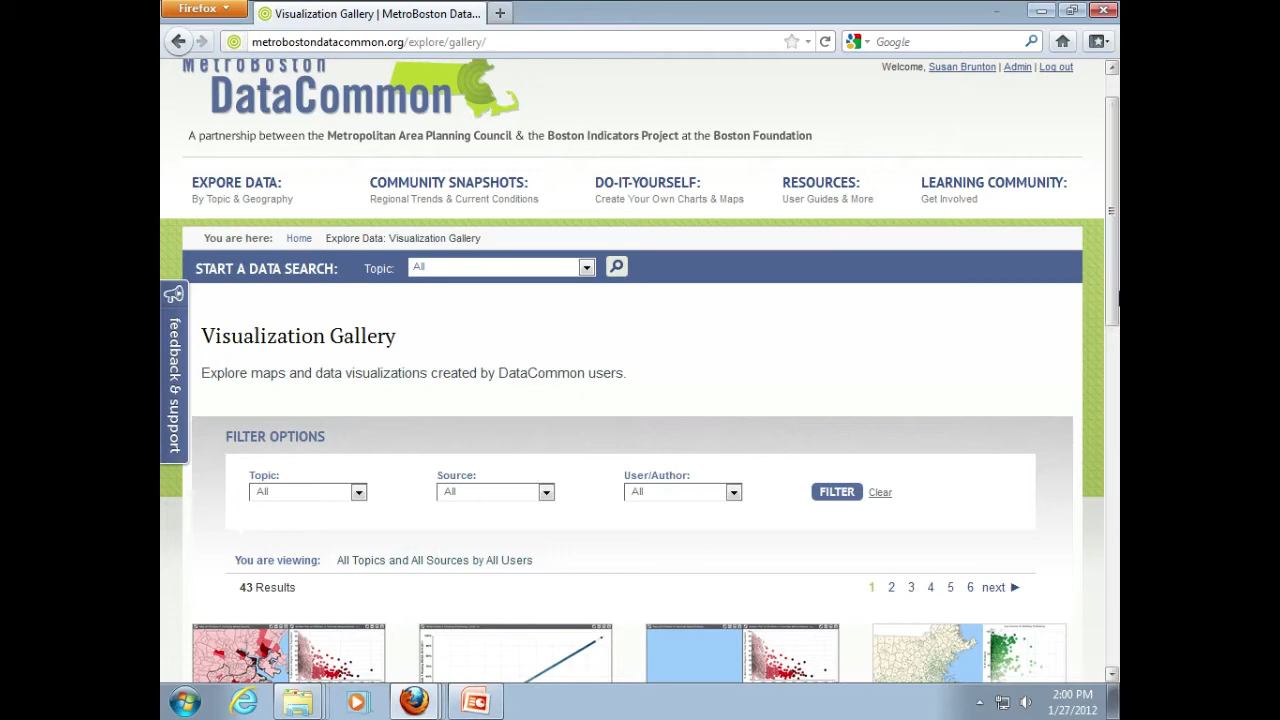 Firefox
Visualization Gallery | MetroBoston Data...
metrobostondatacommon.org/explore/gallery/
Google
MetroBoston
DataCommon
Welcome, Susan Brunton | Admin | Log out
A partnership between the Metropolitan Area Planning Council & the Boston Indicators Project at the Boston Foundation
EXPORE DATA: COMMUNITY SNAPSHOTS: DO-IT-YOURSELF: RESOURCES: LEARNING COMMUNITY:
By Topic & Geography Regional Trends & Current Conditions Create Your Own Charts & Maps User Guides & More Get Involved
You are here: Home Explore Data: Visualization Gallery
START A DATA SEARCH: Topic: All
feedback & support
Visualization Gallery
Explore maps and data visualizations created by DataCommon users.
FILTER OPTIONS
Topic: Source: User/Author:
All All All FILTER Clear
You are viewing: All Topics and All Sources by All Users
43 Results 1 2 3 4 5 6 next
2:00 PM
1/27/2012